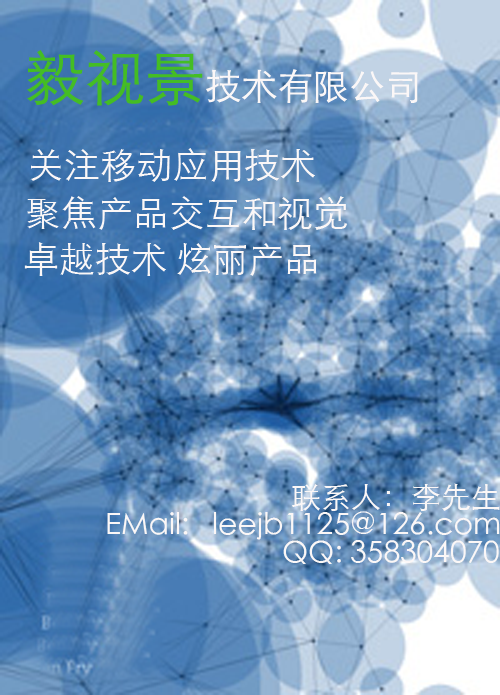 毅视景技术有限公司
关注移动应用技术
聚焦产品交互和视觉
卓越技术 炫丽产品
联系人：李先生
EMail: leejb1125@126.com
QQ: 358304070